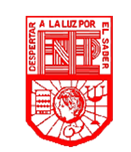 DESPERTAR A LA LUZ POR EL SABER
ENP